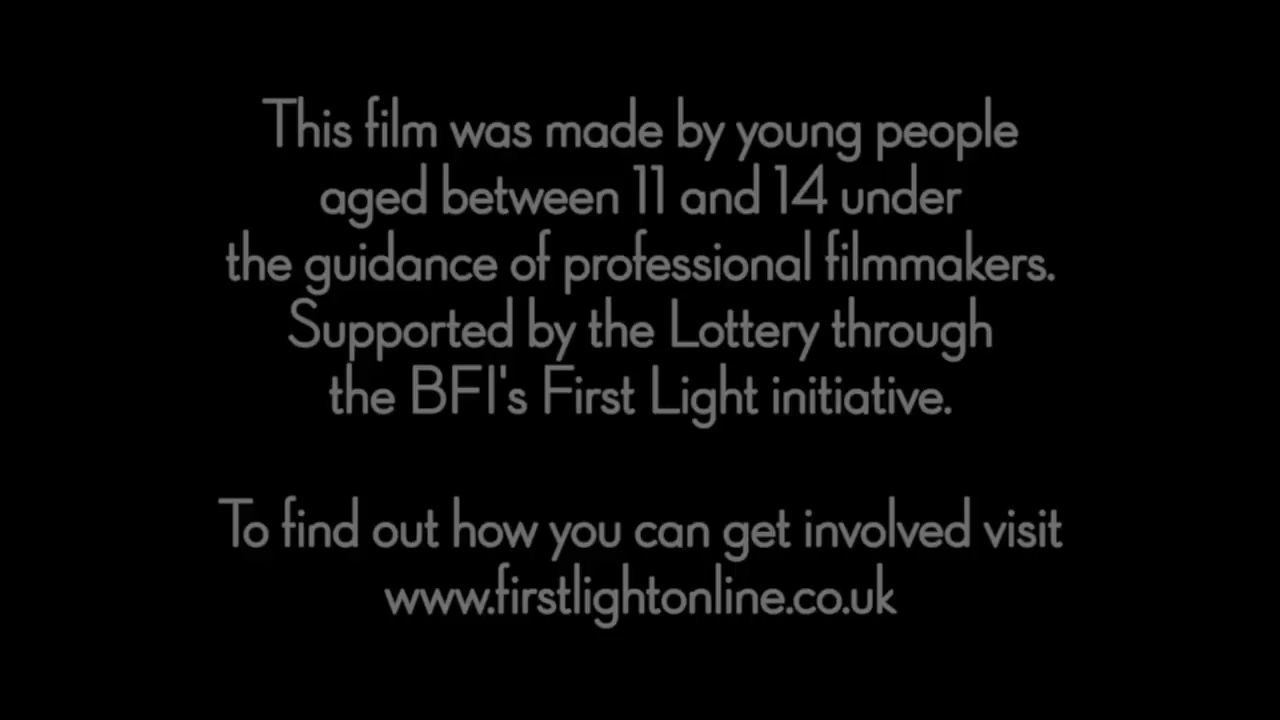 This film was made by young people
aged between 11 and 14 under
the guidance of professional filmmakers.
Supported by the Lottery through
the BFI's First Light initiative.
To find out how you can get involved visit
www.firstlightonline.co.uk